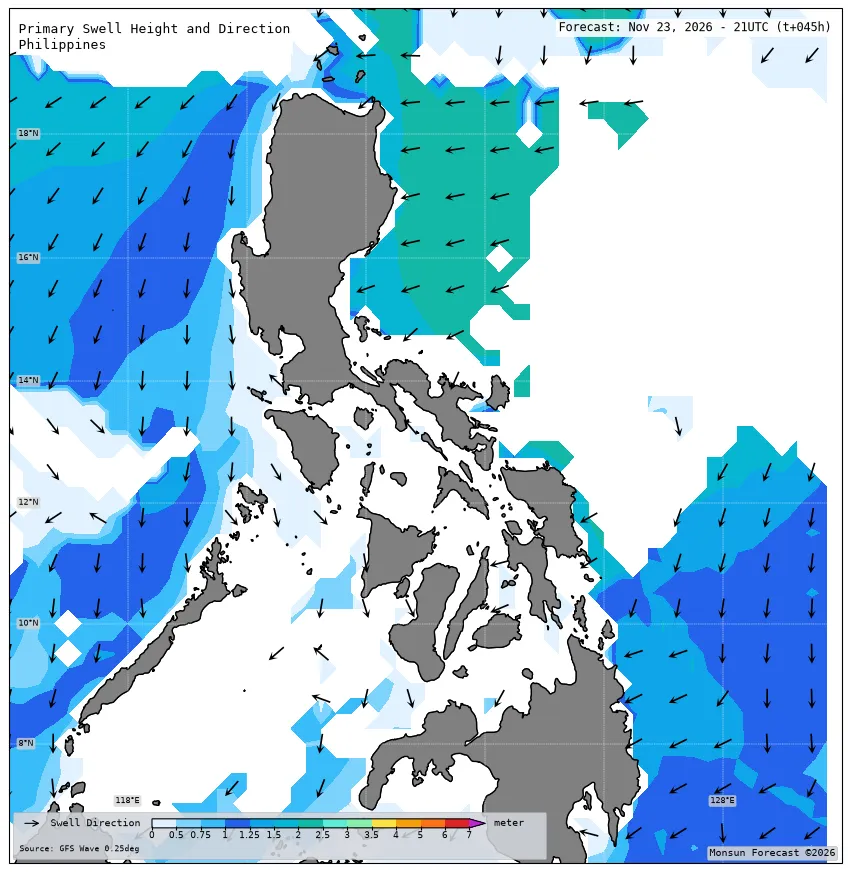 Primary Swell Height and Direction
Philippines
Forecast: Nov 23, 2026 - 21UTC (t+045h)
18°N
16°N
14°N
12°N
10°N
8°N
118°E
128°E
Swell Direction
0 0.5 0.75 1 1.25 1.5 2 2.5 3 3.5 4 5 6 7
meter
Source: GFS Wave 0.25deg
Monsun Forecast ©2026